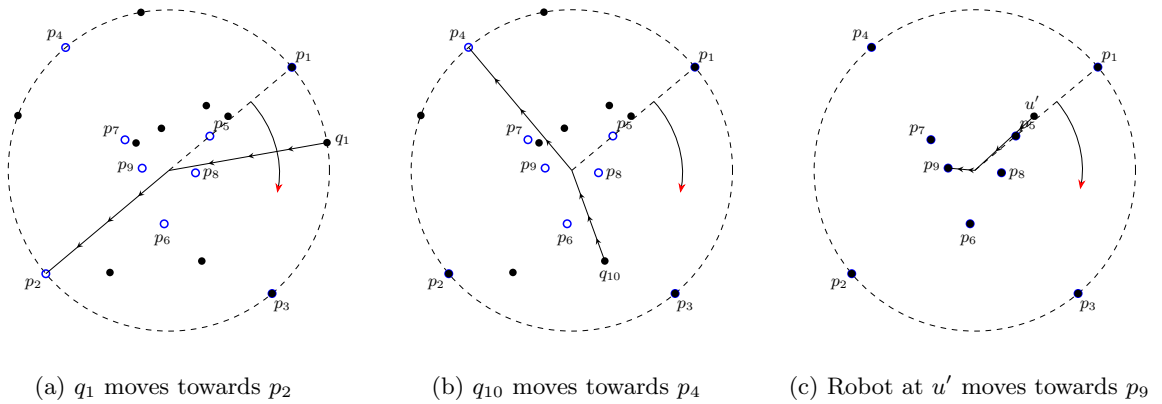 p4
p1
p7
p5
q1
p9
p8
p6
p2
p3
p4
p1
p7
p5
p9
p8
p6
q10
p2
p3
p4
p1
u′
p5
p7
p9
p8
p6
p2
p3
(a) q1 moves towards p2
(b) q10 moves towards p4
(c) Robot at u′ moves towards p9